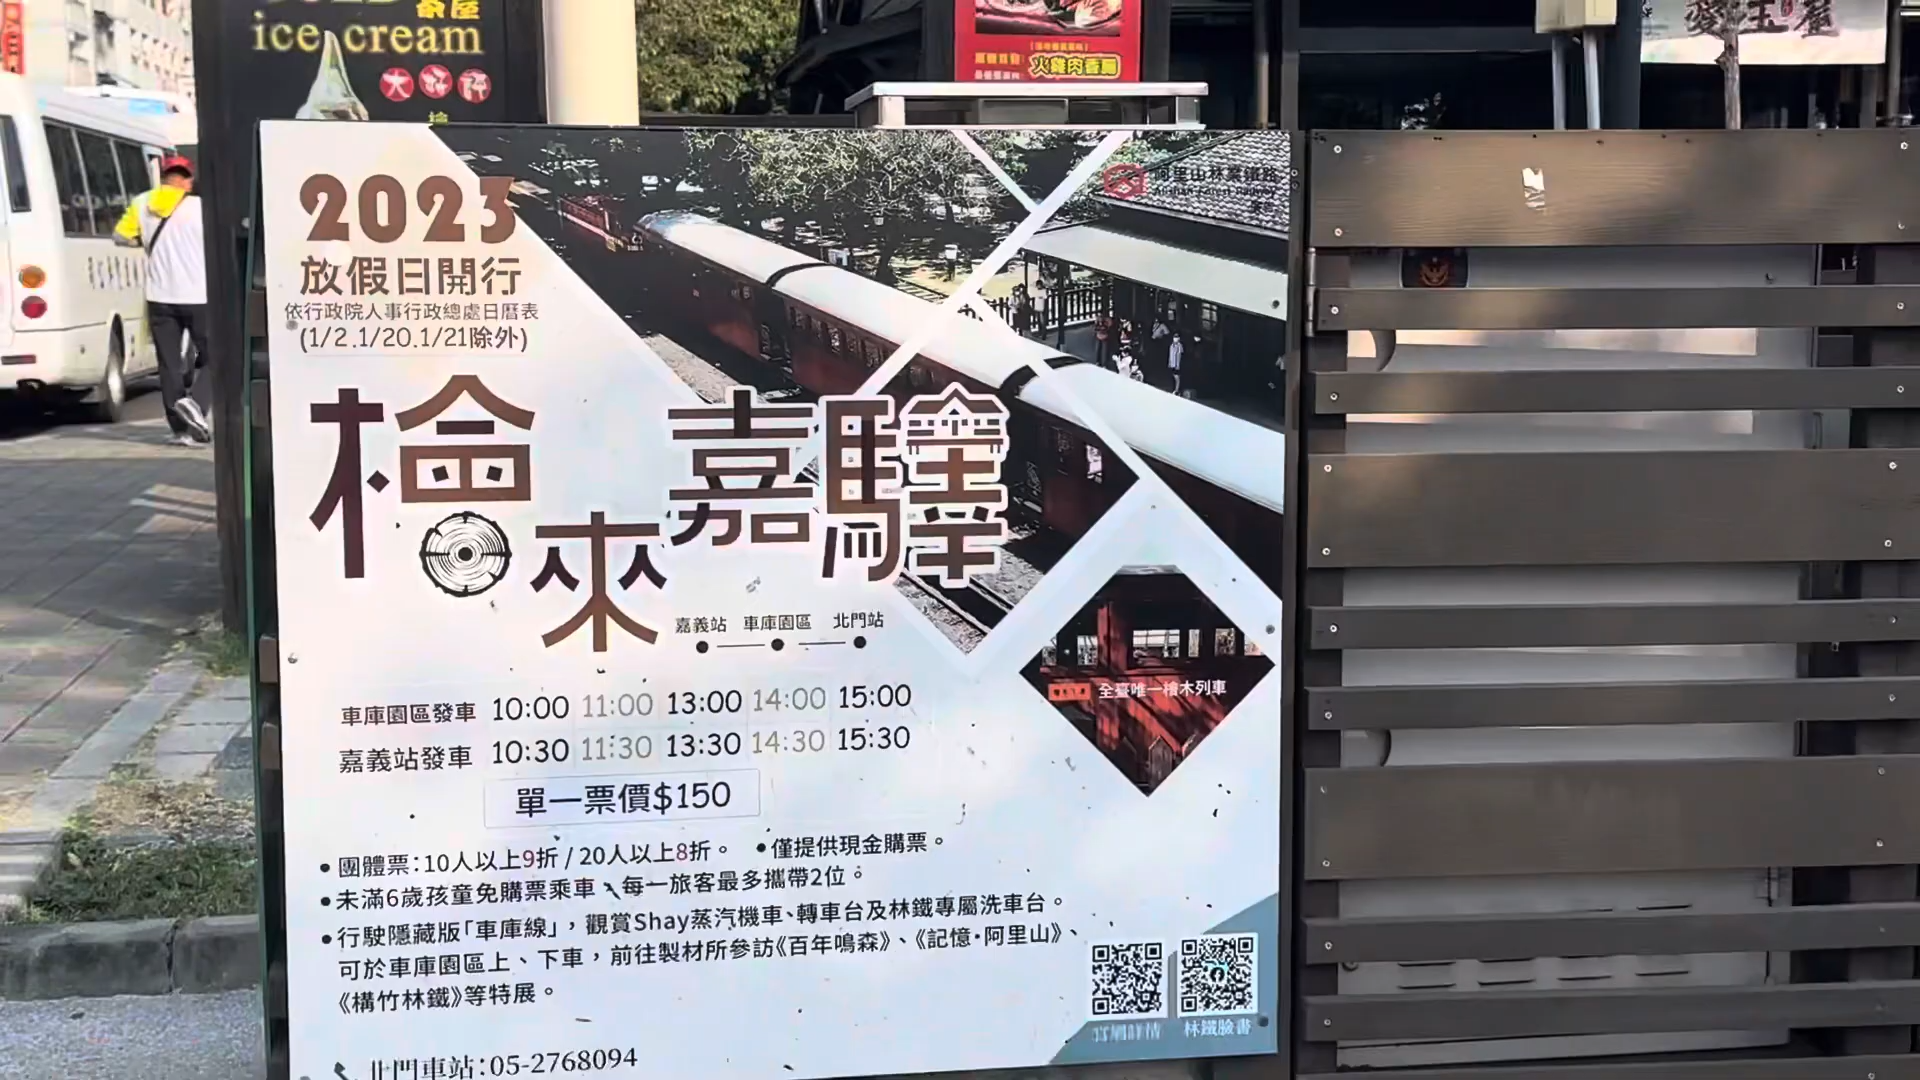 茶屋
ice cream
大好評
火雞肉香腸
阿里山林業鐵路
Alishan Forest Railway
2023
放假日開行
依行政院人事行政總處日曆表
(1/2.1/20.1/21除外)
檜來嘉驛
嘉義站 車庫園區 北門站
車庫園區發車 10:00 11:00 13:00 14:00 15:00
嘉義站發車 10:30 11:30 13:30 14:30 15:30
單一票價$150
全臺唯一檜木列車
•團體票:10人以上9折/20人以上8折。 •僅提供現金購票。
•未滿6歲孩童免購票乘車、每一旅客最多攜帶2位。
•行駛隱藏版「車庫線」,觀賞Shay蒸汽機車、轉車台及林鐵專屬洗車台。
可於車庫園區上、下車,前往製材所參訪《百年鳴森》、《記憶·阿里山》、
《構竹林鐵》等特展。
林鐵臉書
北門車站:05-2768094